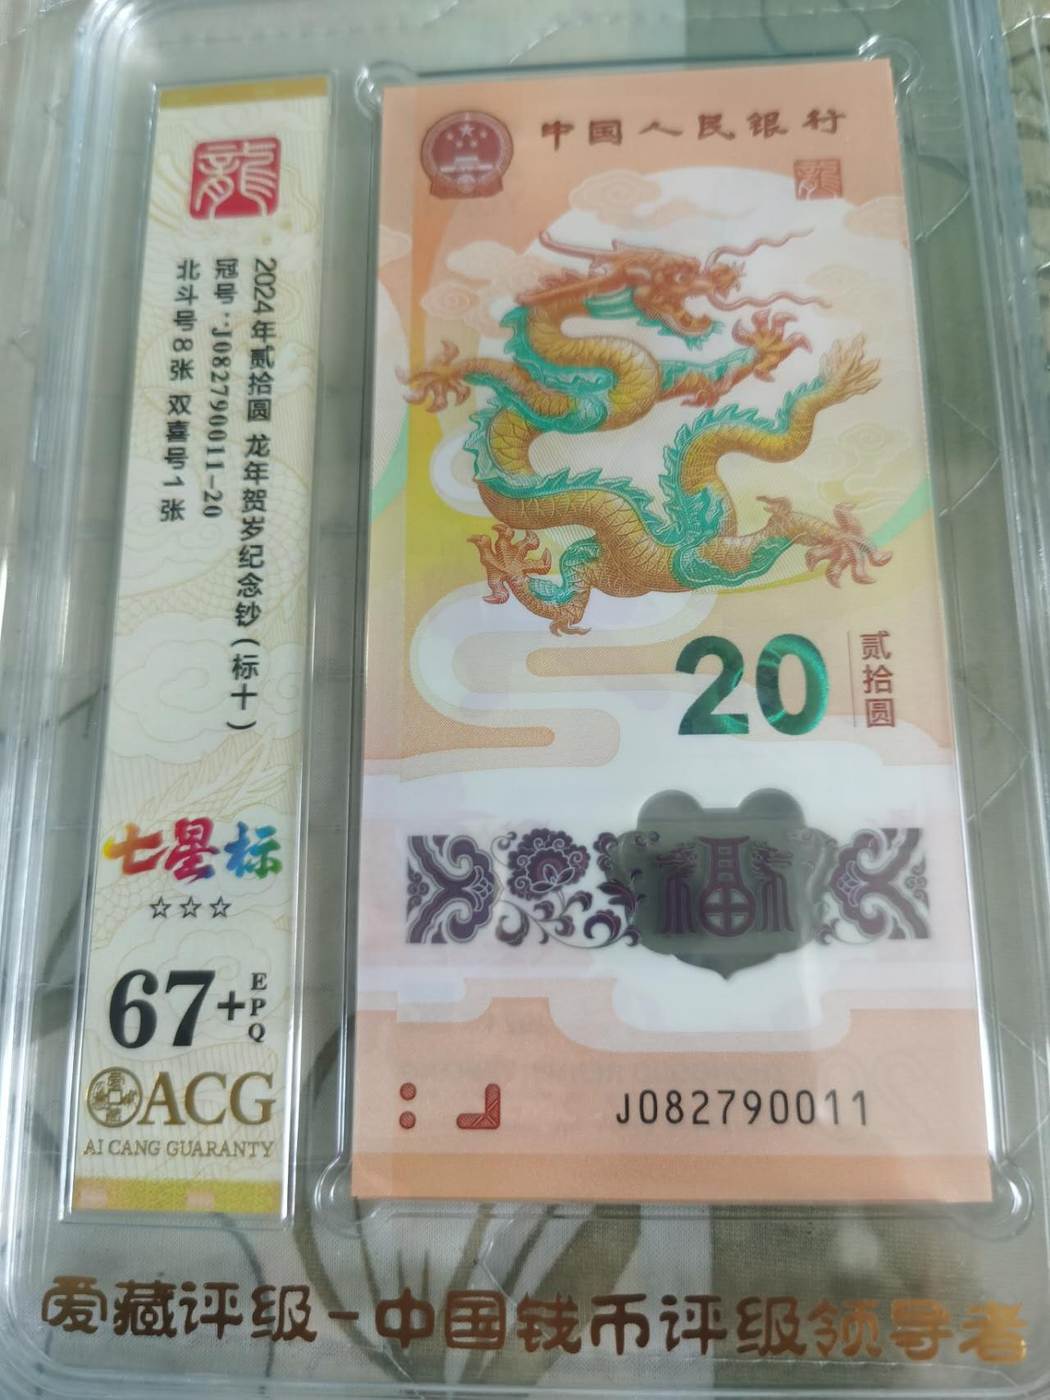 龍
2024年贰拾圆 龙年贺岁纪念钞(标十)
冠号:J082790011-20
北斗号8张 双喜号1张
七星标
☆☆☆
67+
EPQ
ACG
AI CANG GUARANTY
中国人民银行
龍
20
贰拾圆
福
J082790011
爱藏评级-中国钱币评级领导者